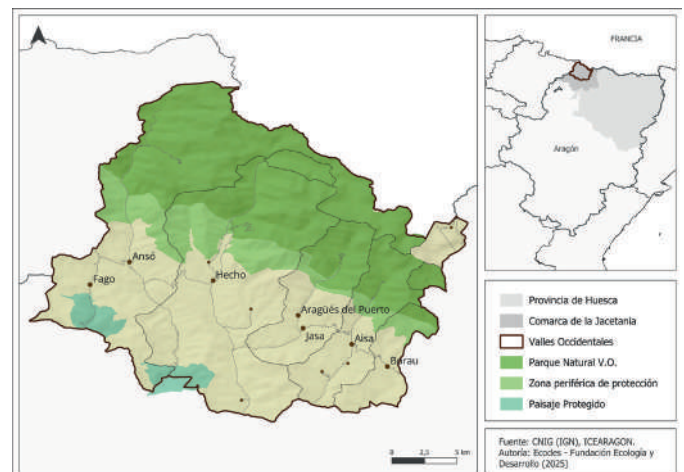 FRANCIA
Aragón
Ansó
Fago
Hecho
Aragüés del Puerto
Jasa
Aísa
Borau
0 2,5 5 km
Provincia de Huesca
Comarca de la Jacetania
Valles Occidentales
Parque Natural V.O.
Zona periférica de protección
Paisaje Protegido
Fuente: CNIG (IGN), ICEARAGON.
Autoría: Ecodes - Fundación Ecología y
Desarrollo (2025)